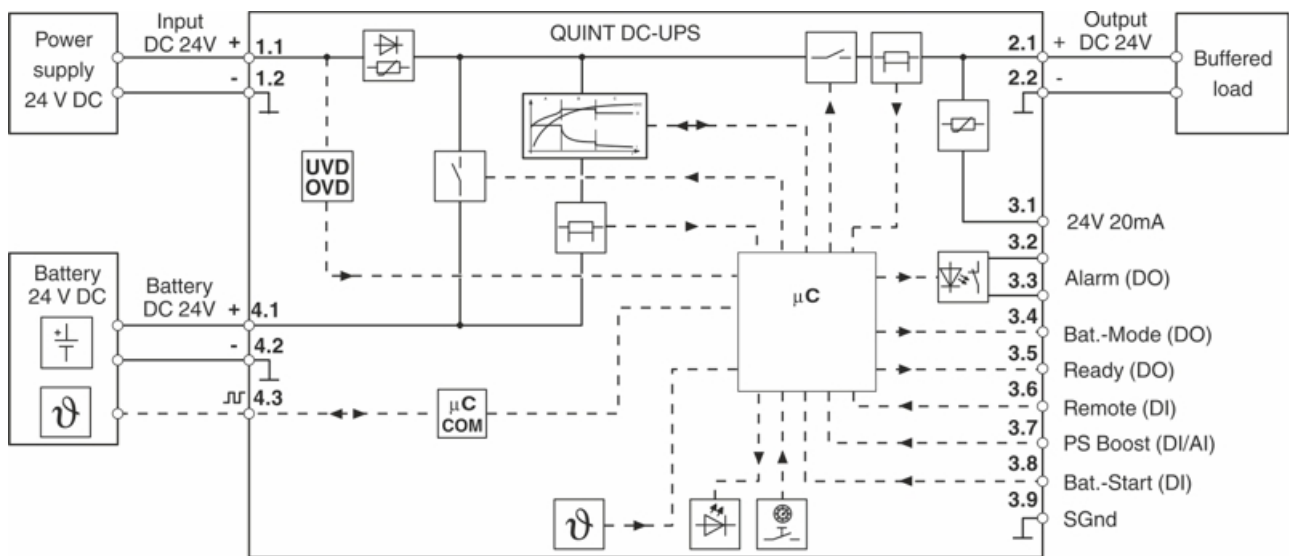 Power
supply
24 V DC
Input
DC 24V
+
1.1
-
1.2
QUINT DC-UPS
2.1
+
2.2
-
Output
DC 24V
Buffered
load
UVD
OVD
Battery
24 V DC
Battery
DC 24V
+
4.1
-
4.2
4.3
ϑ
µC
COM
µC
ϑ
3.1
24V 20mA
3.2
3.3
Alarm (DO)
3.4
Bat.-Mode (DO)
3.5
Ready (DO)
3.6
Remote (DI)
3.7
PS Boost (DI/AI)
3.8
Bat.-Start (DI)
3.9
SGnd